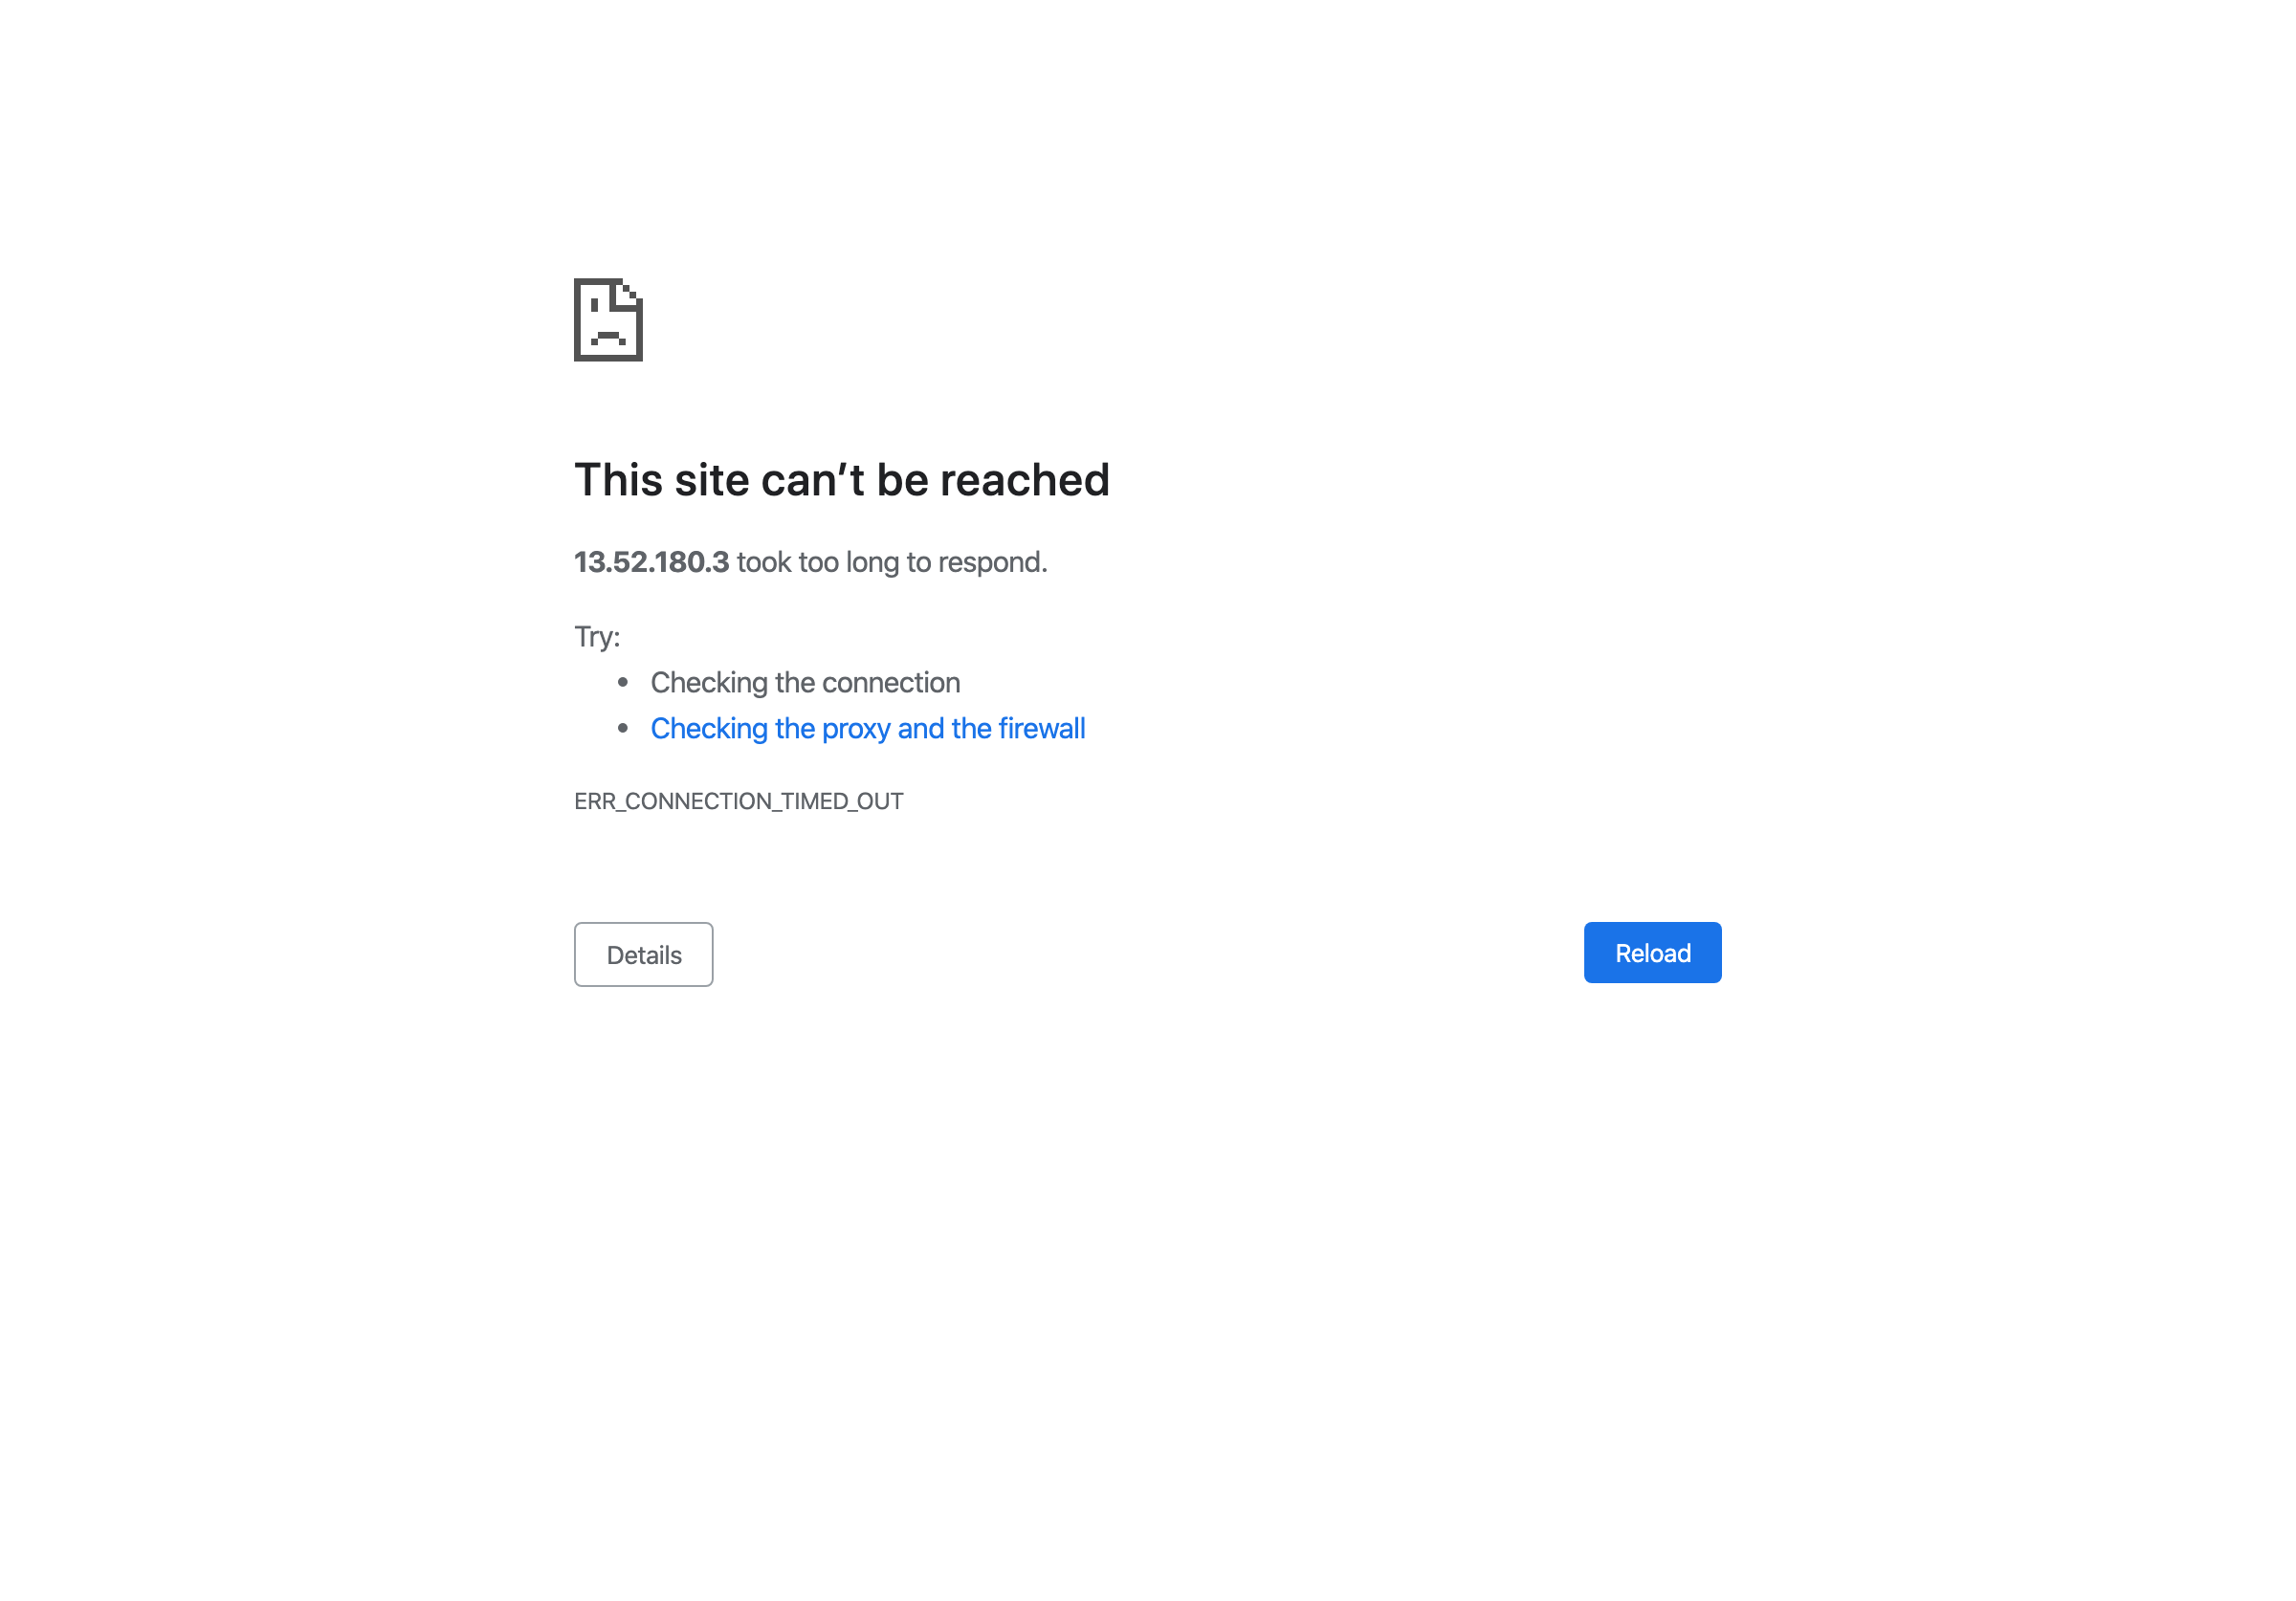 This site can’t be reached
13.52.180.3 took too long to respond.
Try:
• Checking the connection
• Checking the proxy and the firewall
ERR_CONNECTION_TIMED_OUT
Details
Reload